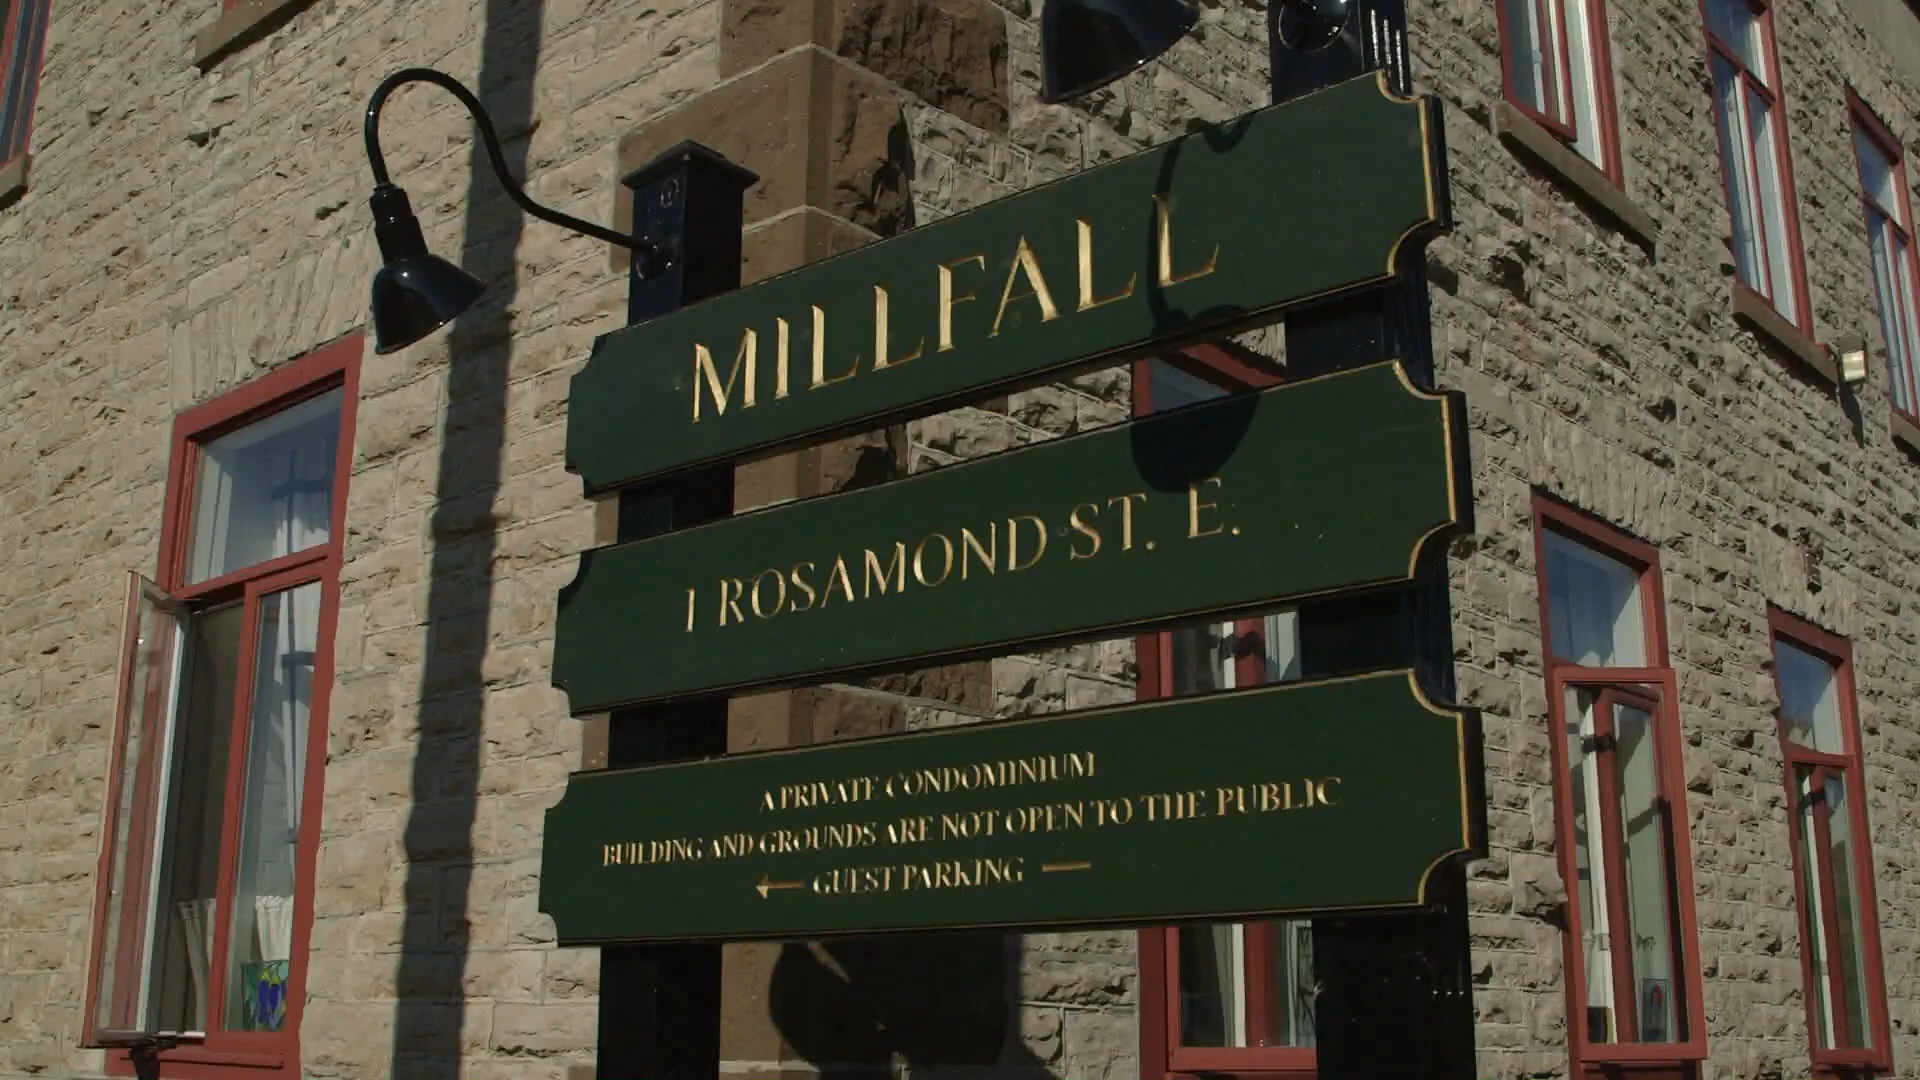 MILLFALL
1 ROSAMOND ST. E.
A PRIVATE CONDOMINIUM
BUILDING AND GROUNDS ARE NOT OPEN TO THE PUBLIC
← GUEST PARKING —